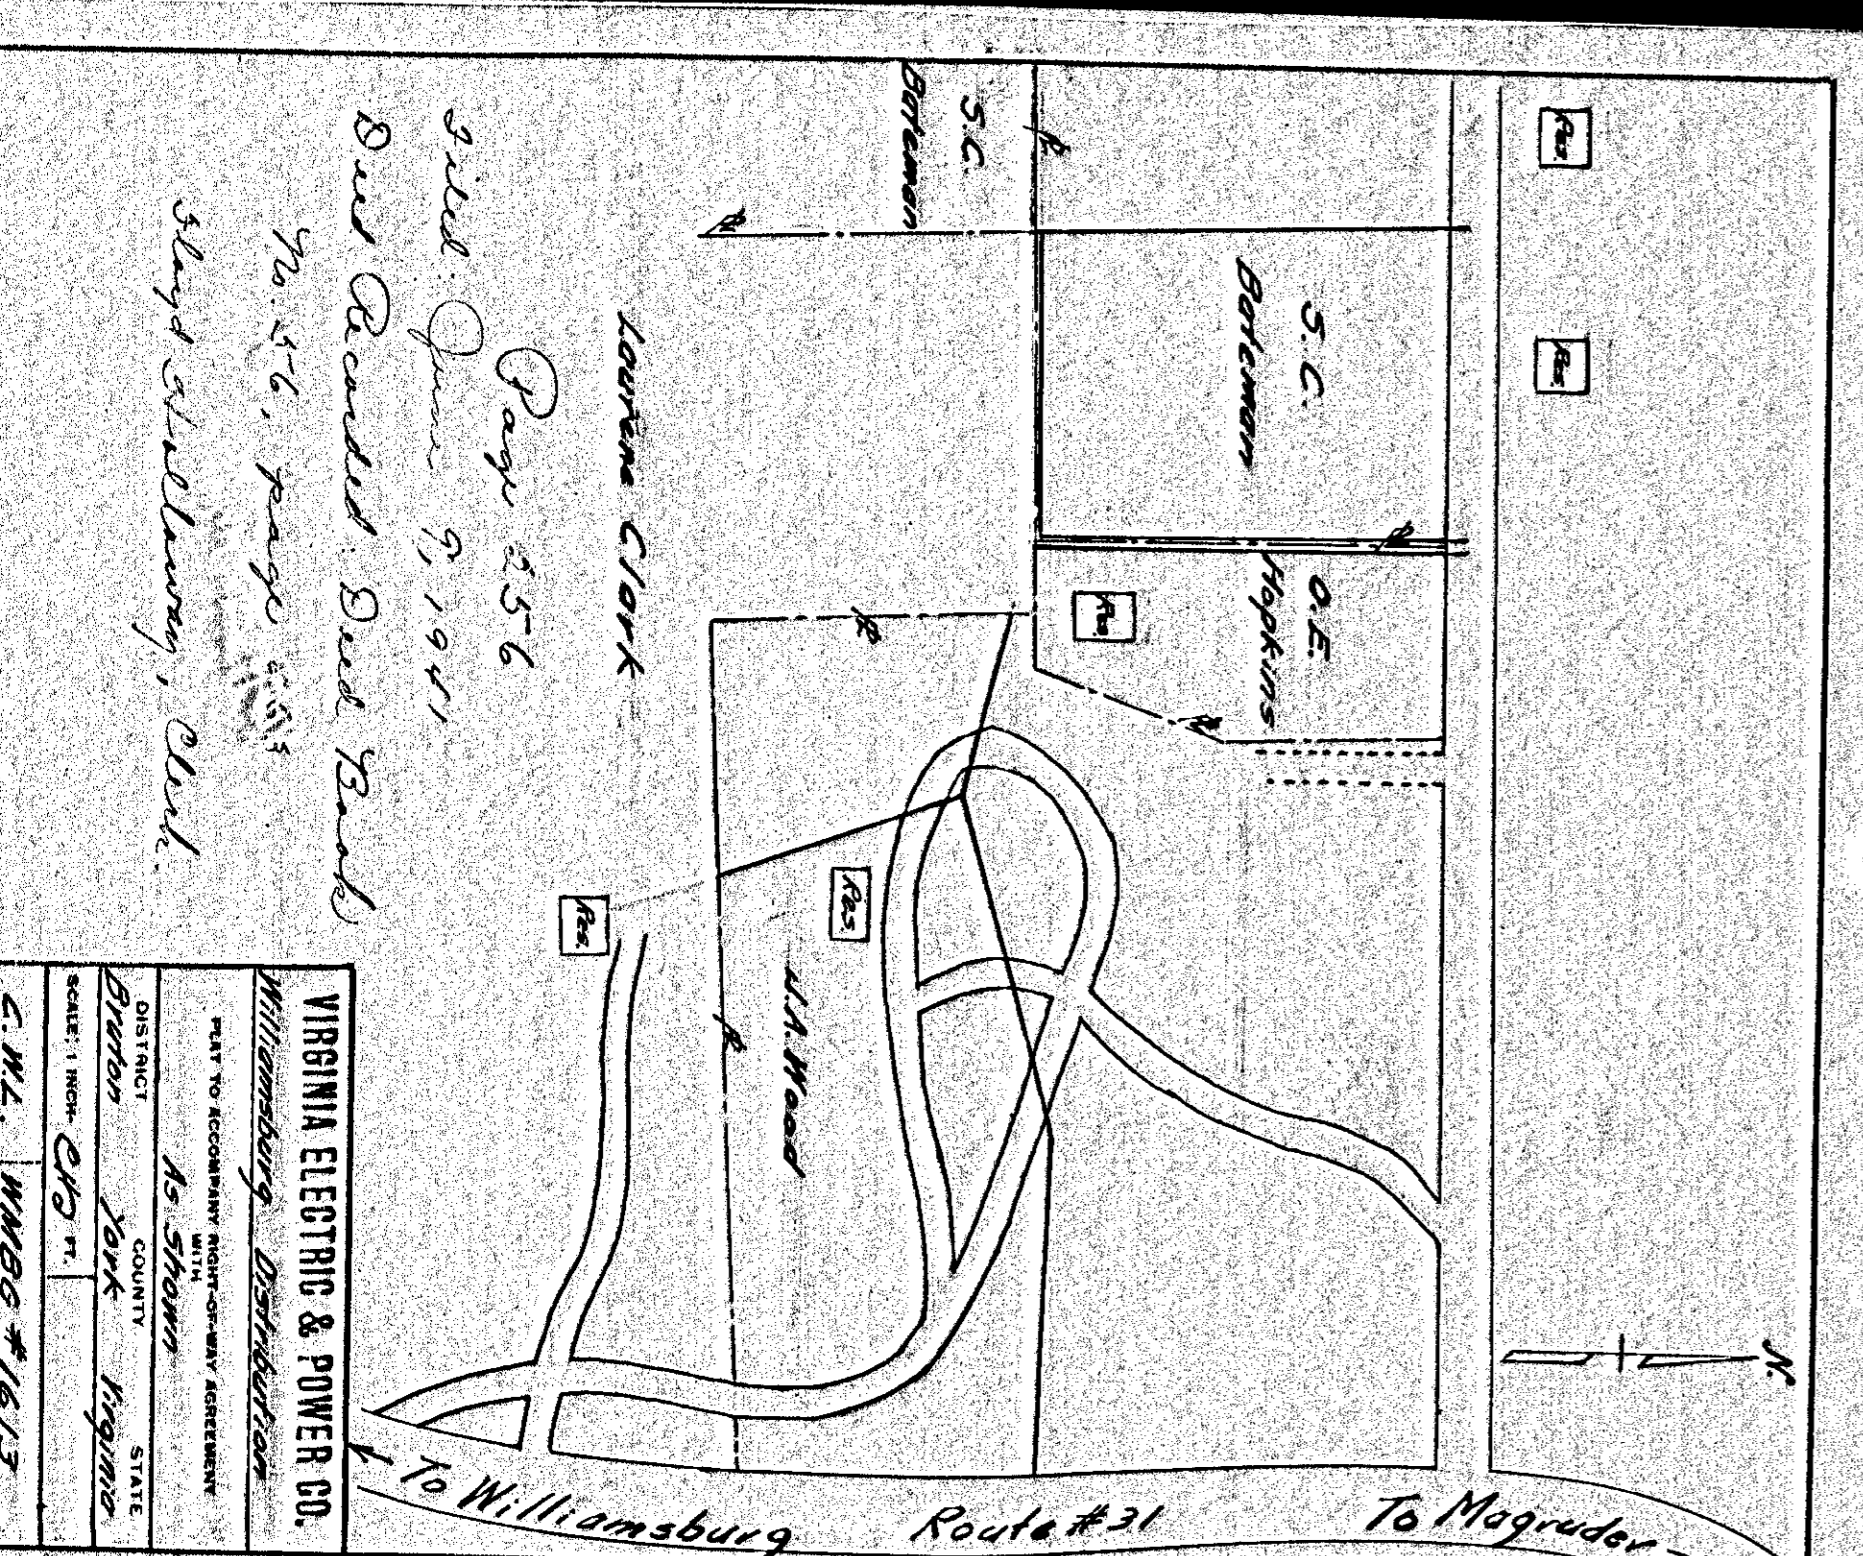 Res.
Res.
S.C.
Bateman
S.C.
Bateman
O.E.
Hopkins
Res.
Lourene Clark
W.A. Wood
Res.
Res.
N.
To Williamsburg
Route #31
To Magruder
Page 256
Filed: June 9, 1941
Deed Recorded: Deed Book
No. 56, page
Clerk.
VIRGINIA ELECTRIC & POWER CO.
Williamsburg Distribution
PLAT TO ACCOMPANY RIGHT-OF-WAY AGREEMENT
WITH
As Shown
DISTRICT COUNTY STATE
Bruton York Virginia
SCALE: 1 INCH- FT.
WMBG #1613